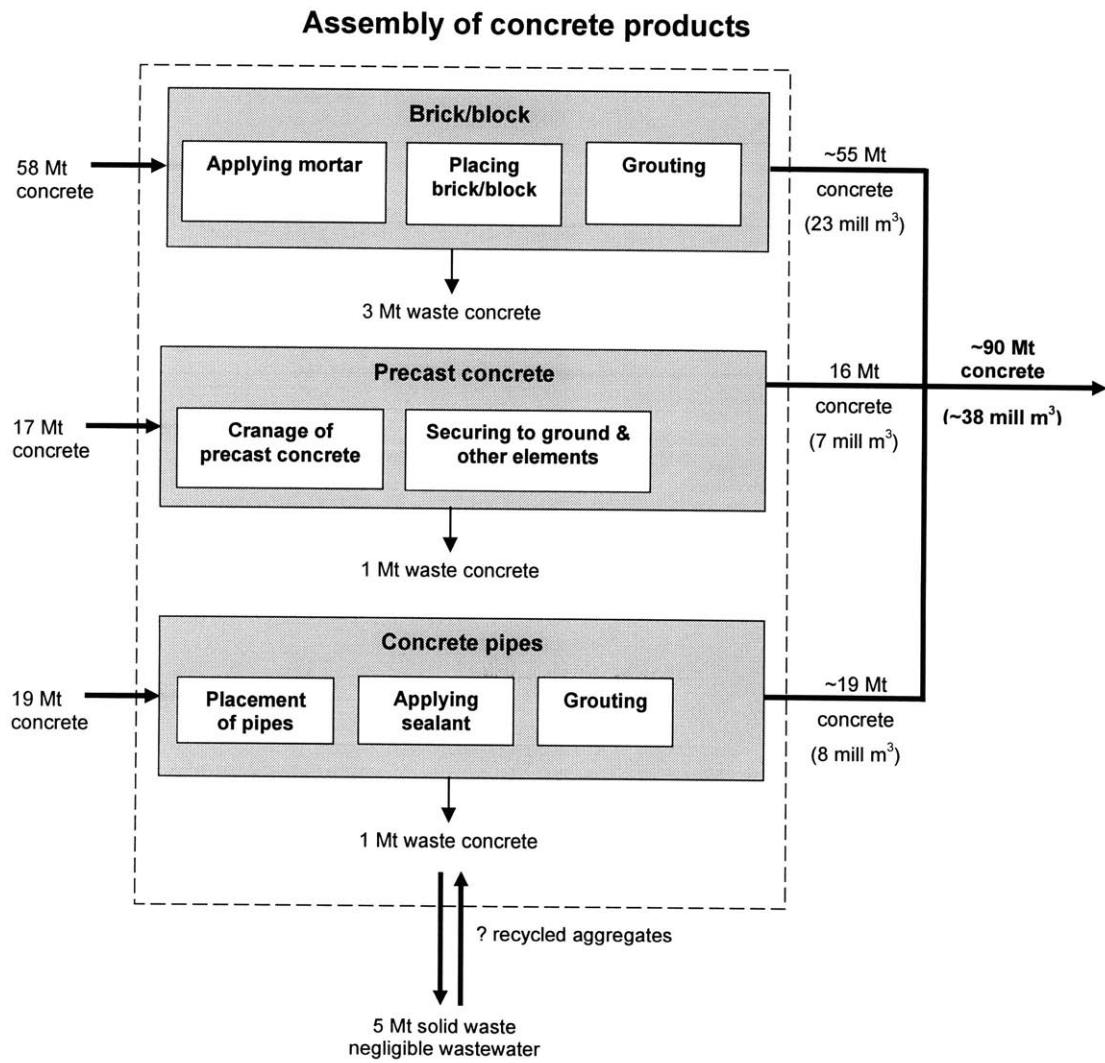 Assembly of concrete products
Brick/block
58 Mt
concrete
Applying mortar
Placing
brick/block
Grouting
~55 Mt
concrete
(23 mill m³)
3 Mt waste concrete
Precast concrete
17 Mt
concrete
Cranage of
precast concrete
Securing to ground &
other elements
16 Mt
concrete
(7 mill m³)
~90 Mt
concrete
(~38 mill m³)
1 Mt waste concrete
Concrete pipes
19 Mt
concrete
Placement
of pipes
Applying
sealant
Grouting
~19 Mt
concrete
(8 mill m³)
1 Mt waste concrete
? recycled aggregates
5 Mt solid waste
negligible wastewater